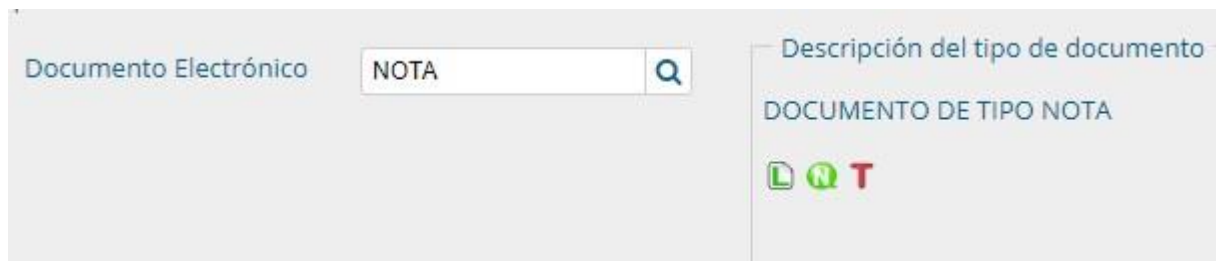 Documento Electrónico
NOTA
Descripción del tipo de documento
DOCUMENTO DE TIPO NOTA
L N T